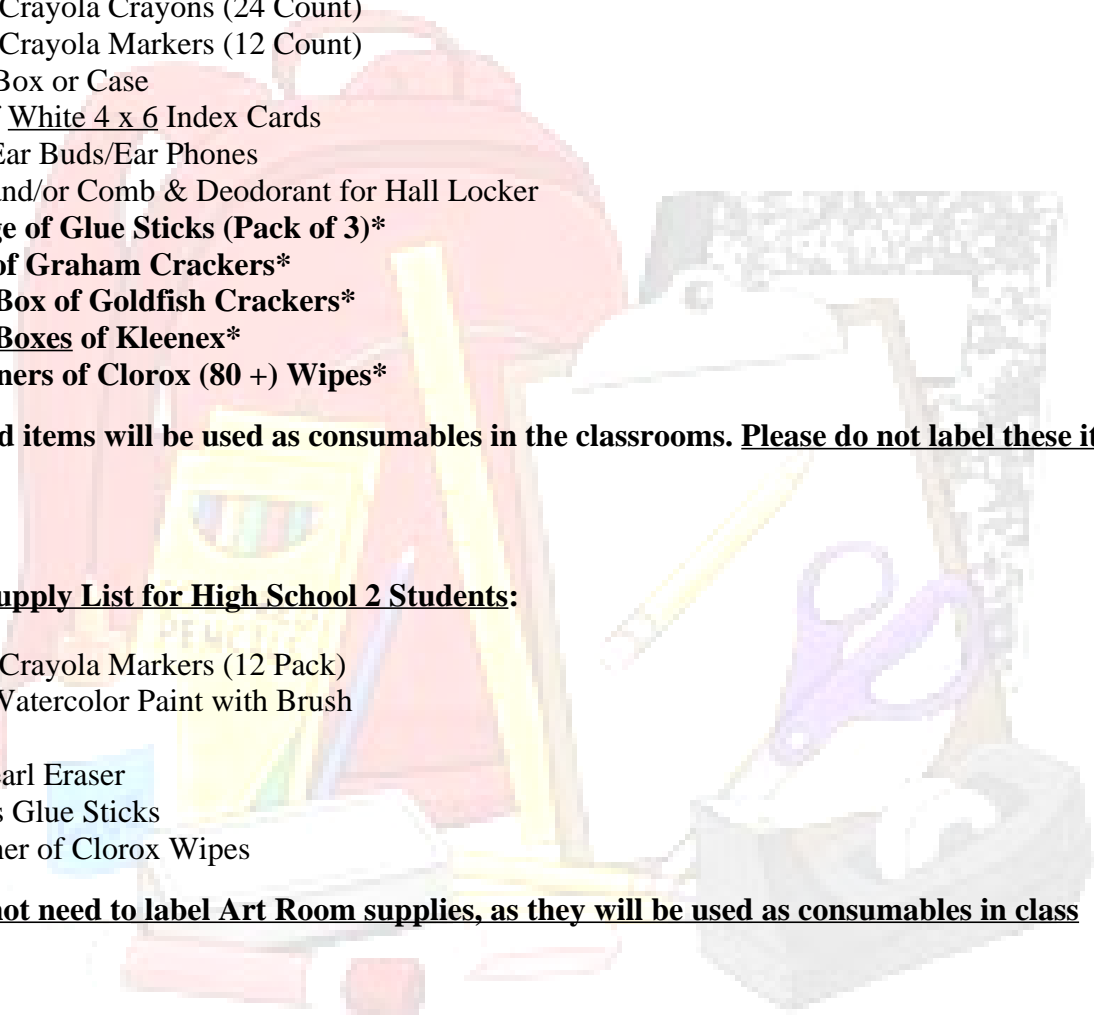 Crayola Crayons (24 Count)
Crayola Markers (12 Count)
Box or Case
White 4 x 6 Index Cards
Ear Buds/Ear Phones
and/or Comb & Deodorant for Hall Locker
of Glue Sticks (Pack of 3)*
of Graham Crackers*
Box of Goldfish Crackers*
Boxes of Kleenex*
of Clorox (80 +) Wipes*
items will be used as consumables in the classrooms. Please do not label these
Supply List for High School 2 Students:
Crayola Markers (12 Pack)
Watercolor Paint with Brush
Eraser
Glue Sticks
of Clorox Wipes
not need to label Art Room supplies, as they will be used as consumables in class